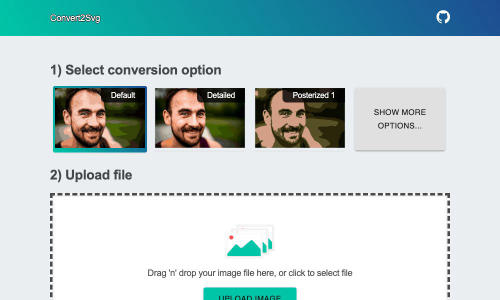 Convert2Svg
1) Select conversion option
Default
Detailed
Posterized 1
SHOW MORE
OPTIONS...
2) Upload file
Drag 'n' drop your image file here, or click to select file
UPLOAD IMAGE